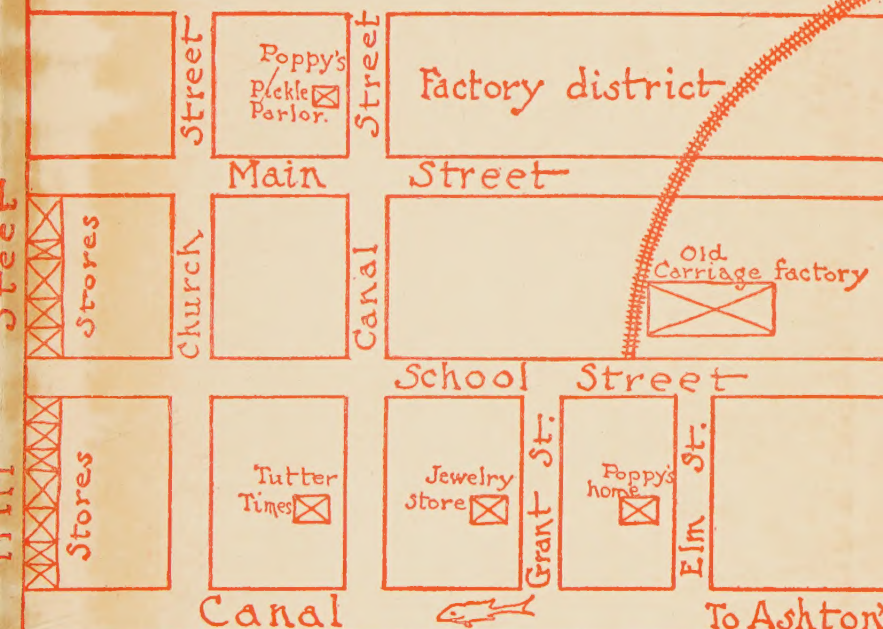 Street
Poppy's
Pickle
Parlor.
Street
Factory district
Main Street
Street
Stores
Church
Canal
Old
Carriage factory
School Street
Stores
Tutter
Times
Jewelry
store
Grant St.
Poppy's
home
Elm St.
Canal
To Ashton